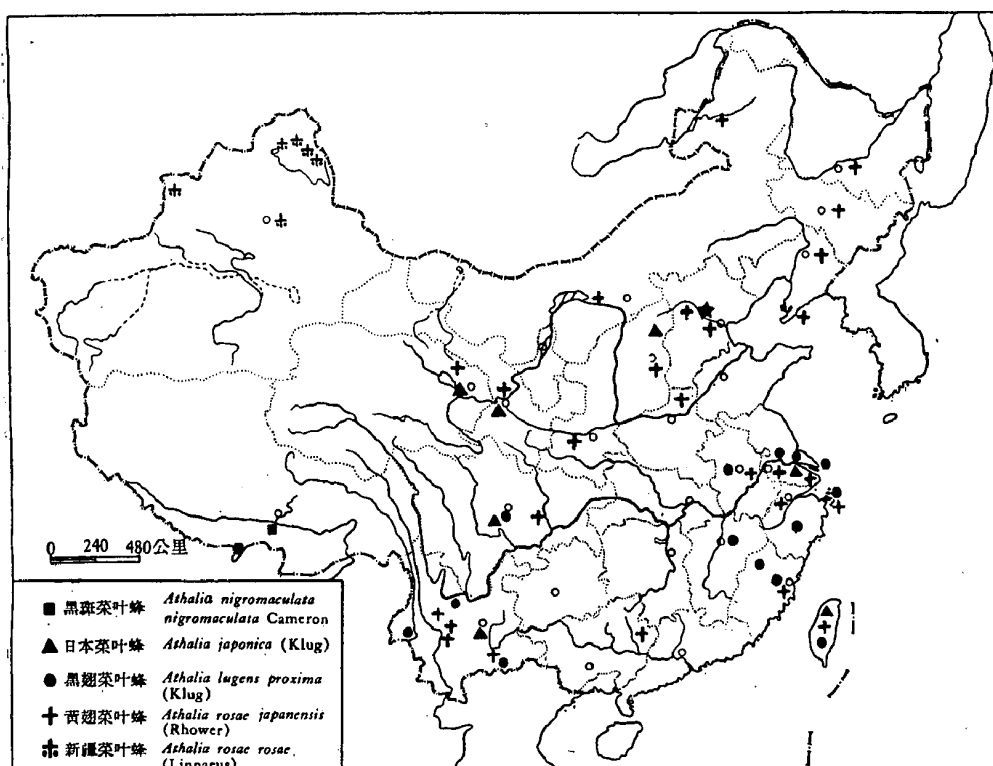 0 240 480公里
■ 黑斑菜叶蜂 Athalia nigromaculata
nigromaculata Cameron
▲ 日本菜叶蜂 Athalia japonica (Klug)
● 黑翅菜叶蜂 Athalia lugens proxima
(Klug)
黄翅菜叶蜂 Athalia rosae japanensis
(Rhower)
新疆菜叶蜂 Athalia rosae rosae
(Linnaeus)